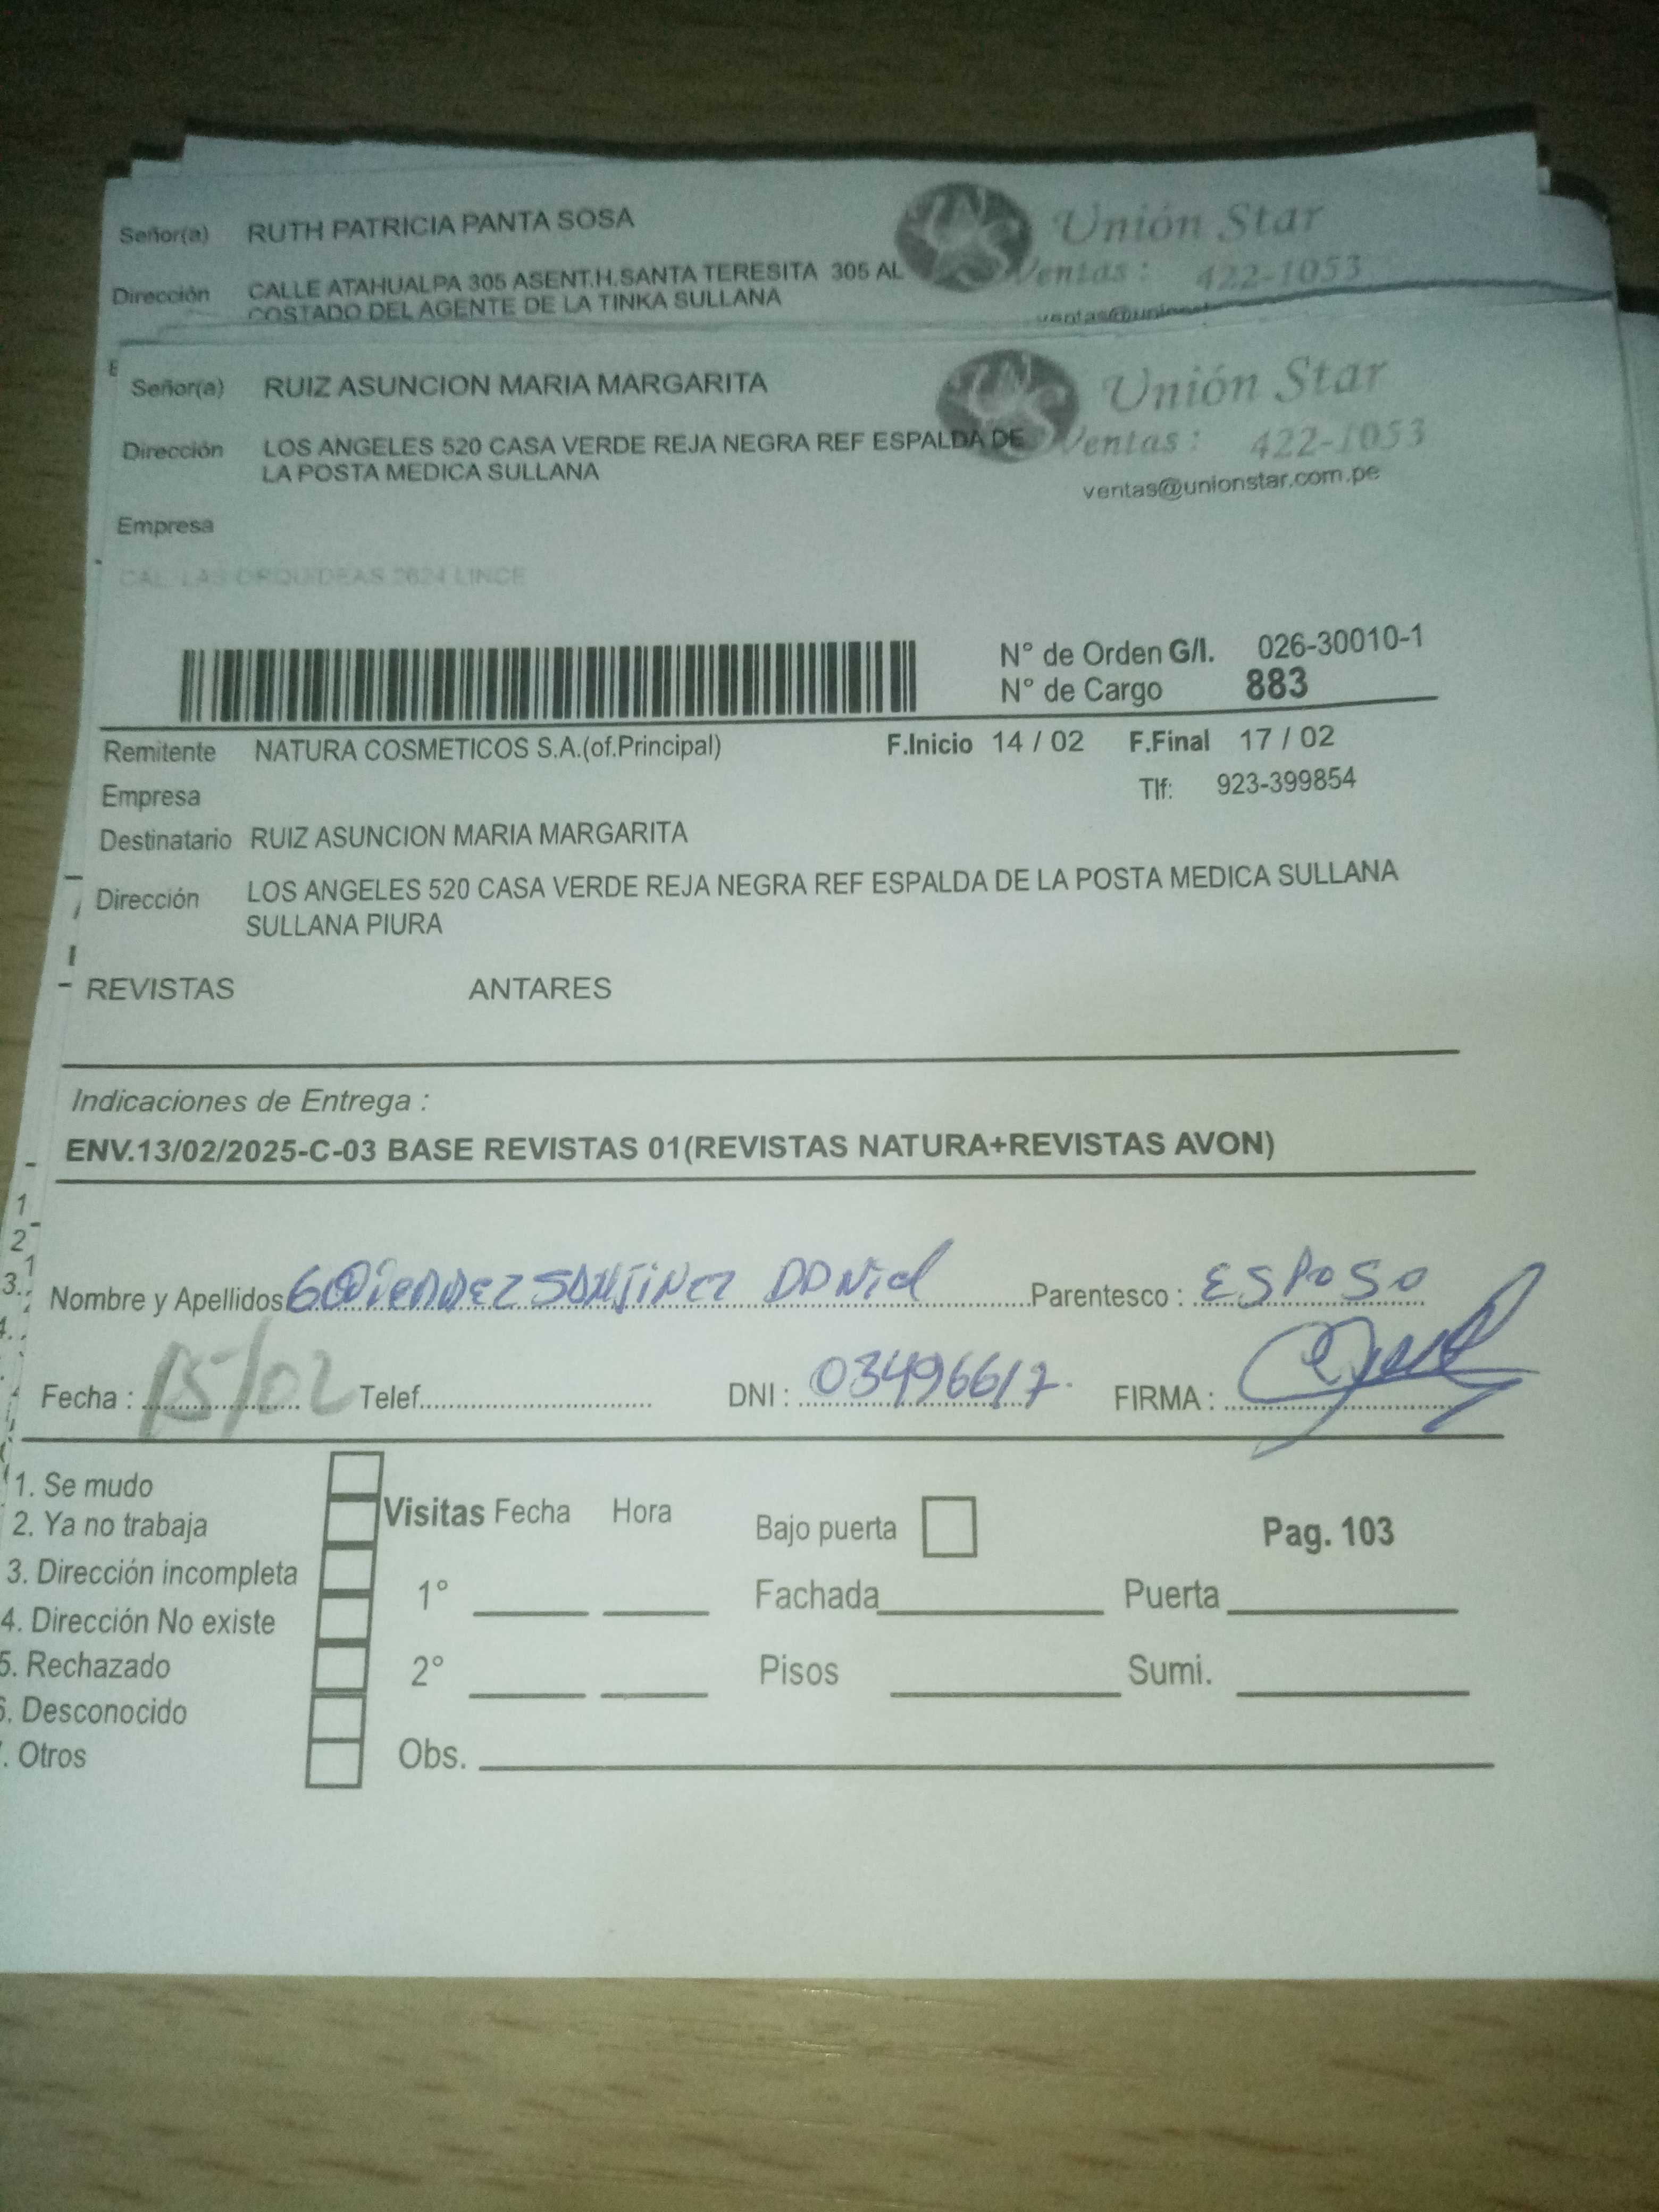 Señor(a) RUTH PATRICIA PANTA SOSA
Unión Star
Dirección CALLE ATAHUALPA 305 ASENT.H.SANTA TERESITA 305 AL
Ventas: 422-1053
COSTADO DEL AGENTE DE LA TINKA SULLANA
Señor(a) RUIZ ASUNCION MARIA MARGARITA
Unión Star
Dirección LOS ANGELES 520 CASA VERDE REJA NEGRA REF ESPALDA DE
Ventas: 422-1053
LA POSTA MEDICA SULLANA
ventas@unionstar.com.pe
Empresa
CAL. LAS ORQUIDEAS 2624 LINCE
N° de Orden G/I. 026-30010-1
N° de Cargo 883
Remitente NATURA COSMETICOS S.A.(of.Principal) F.Inicio 14 / 02 F.Final 17 / 02
Empresa Tlf: 923-399854
Destinatario RUIZ ASUNCION MARIA MARGARITA
Dirección LOS ANGELES 520 CASA VERDE REJA NEGRA REF ESPALDA DE LA POSTA MEDICA SULLANA
SULLANA PIURA
REVISTAS ANTARES
Indicaciones de Entrega :
ENV.13/02/2025-C-03 BASE REVISTAS 01(REVISTAS NATURA+REVISTAS AVON)
Nombre y Apellidos Parentesco : ESPOSO
Fecha : 15/02 Telef. DNI : 03496617 FIRMA :
1. Se mudo
2. Ya no trabaja
3. Dirección incompleta
4. Dirección No existe
5. Rechazado
6. Desconocido
. Otros
Visitas Fecha Hora
1°
2°
Obs.
Bajo puerta Pag. 103
Fachada Puerta
Pisos Sumi.